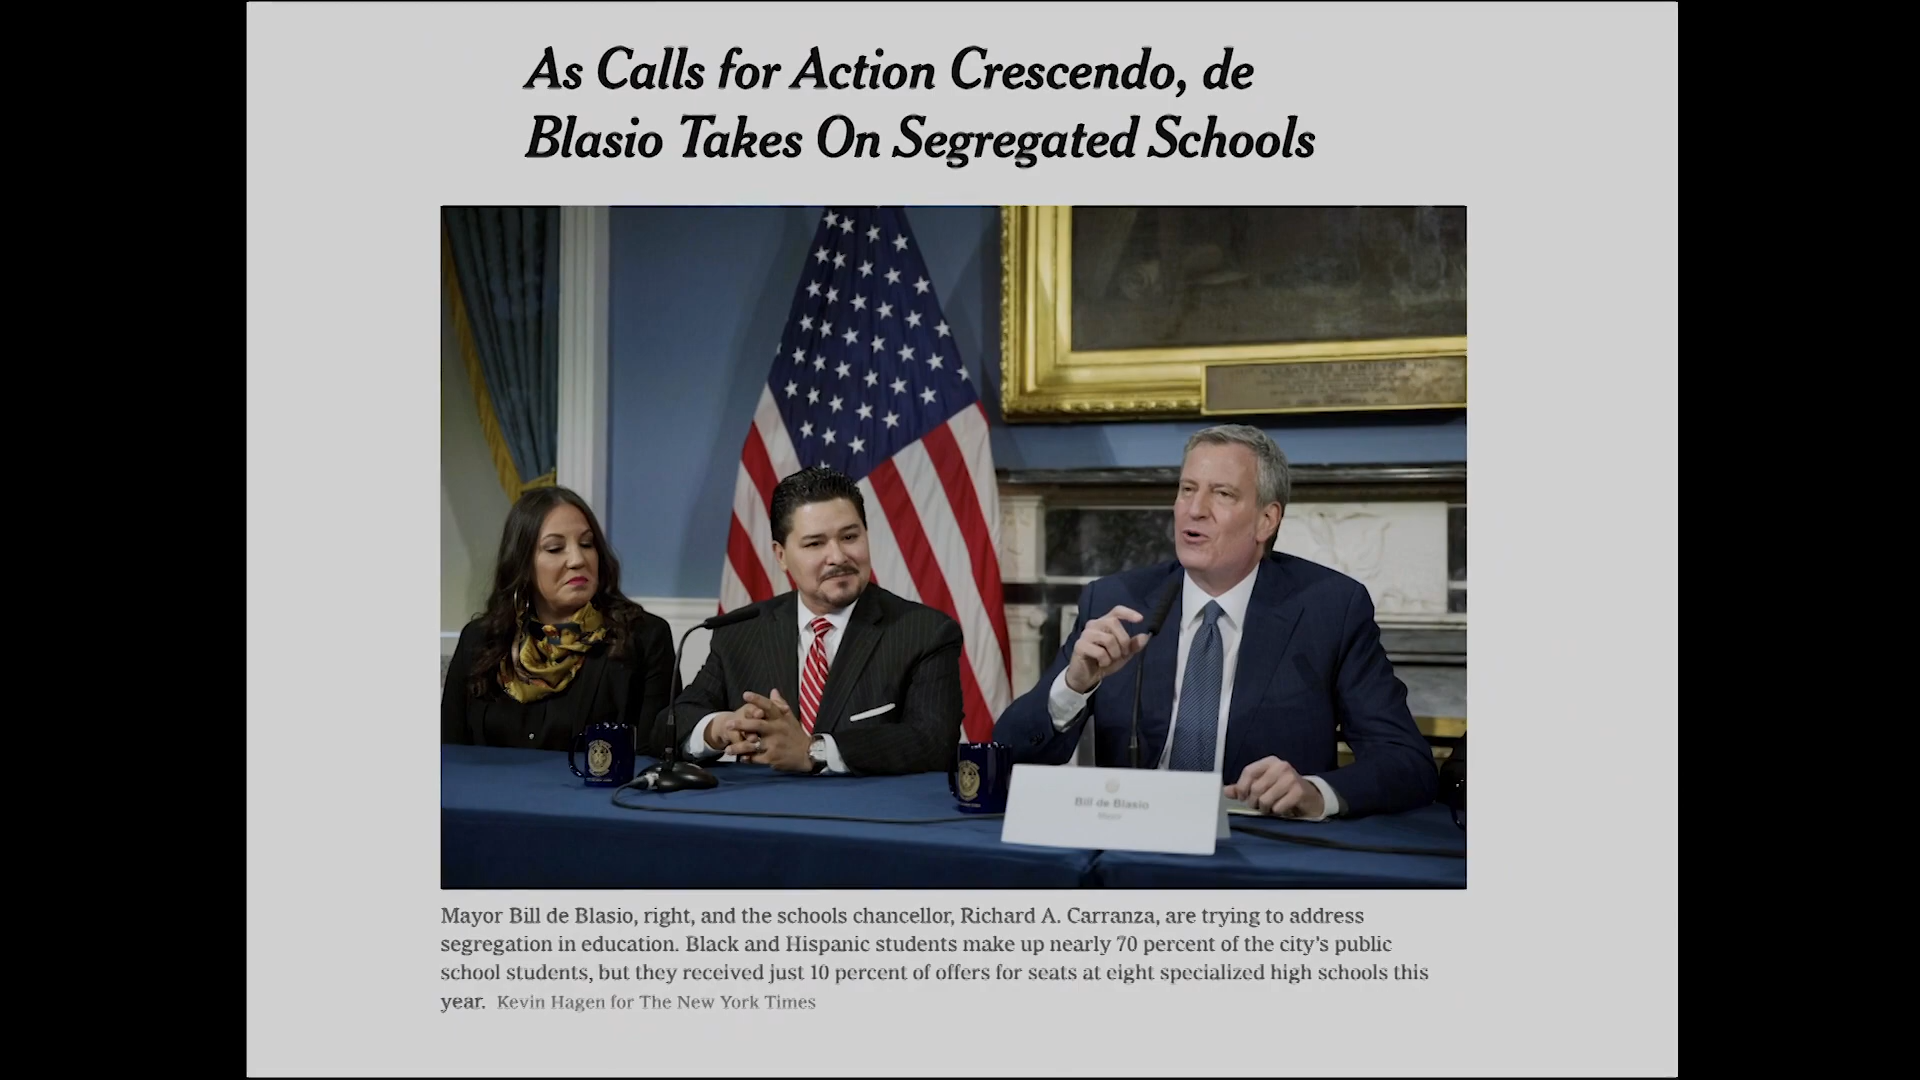 As Calls for Action Crescendo, de
Blasio Takes On Segregated Schools
ALEXANDER HAMILTON
Bill de Blasio
Mayor
Mayor Bill de Blasio, right, and the schools chancellor, Richard A. Carranza, are trying to address
segregation in education. Black and Hispanic students make up nearly 70 percent of the city's public
school students, but they received just 10 percent of offers for seats at eight specialized high schools this
year. Kevin Hagen for The New York Times